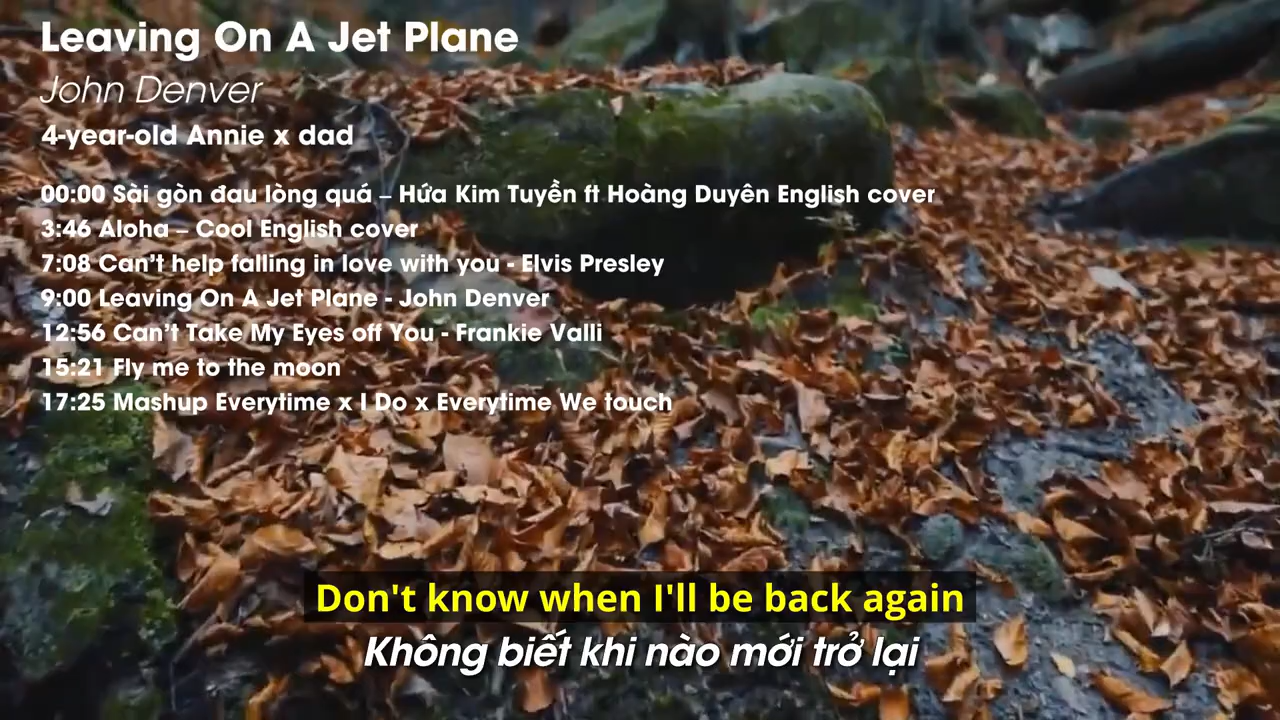 Leaving On A Jet Plane
John Denver
4-year-old Annie x dad
00:00 Sài gòn đau lòng quá – Hứa Kim Tuyền ft Hoàng Duyên English cover
3:46 Aloha – Cool English cover
7:08 Can't help falling in love with you - Elvis Presley
9:00 Leaving On A Jet Plane - John Denver
12:56 Can't Take My Eyes off You - Frankie Valli
15:21 Fly me to the moon
17:25 Mashup Everytime x I Do x Everytime We touch
Don't know when I'll be back again
Không biết khi nào mới trở lại